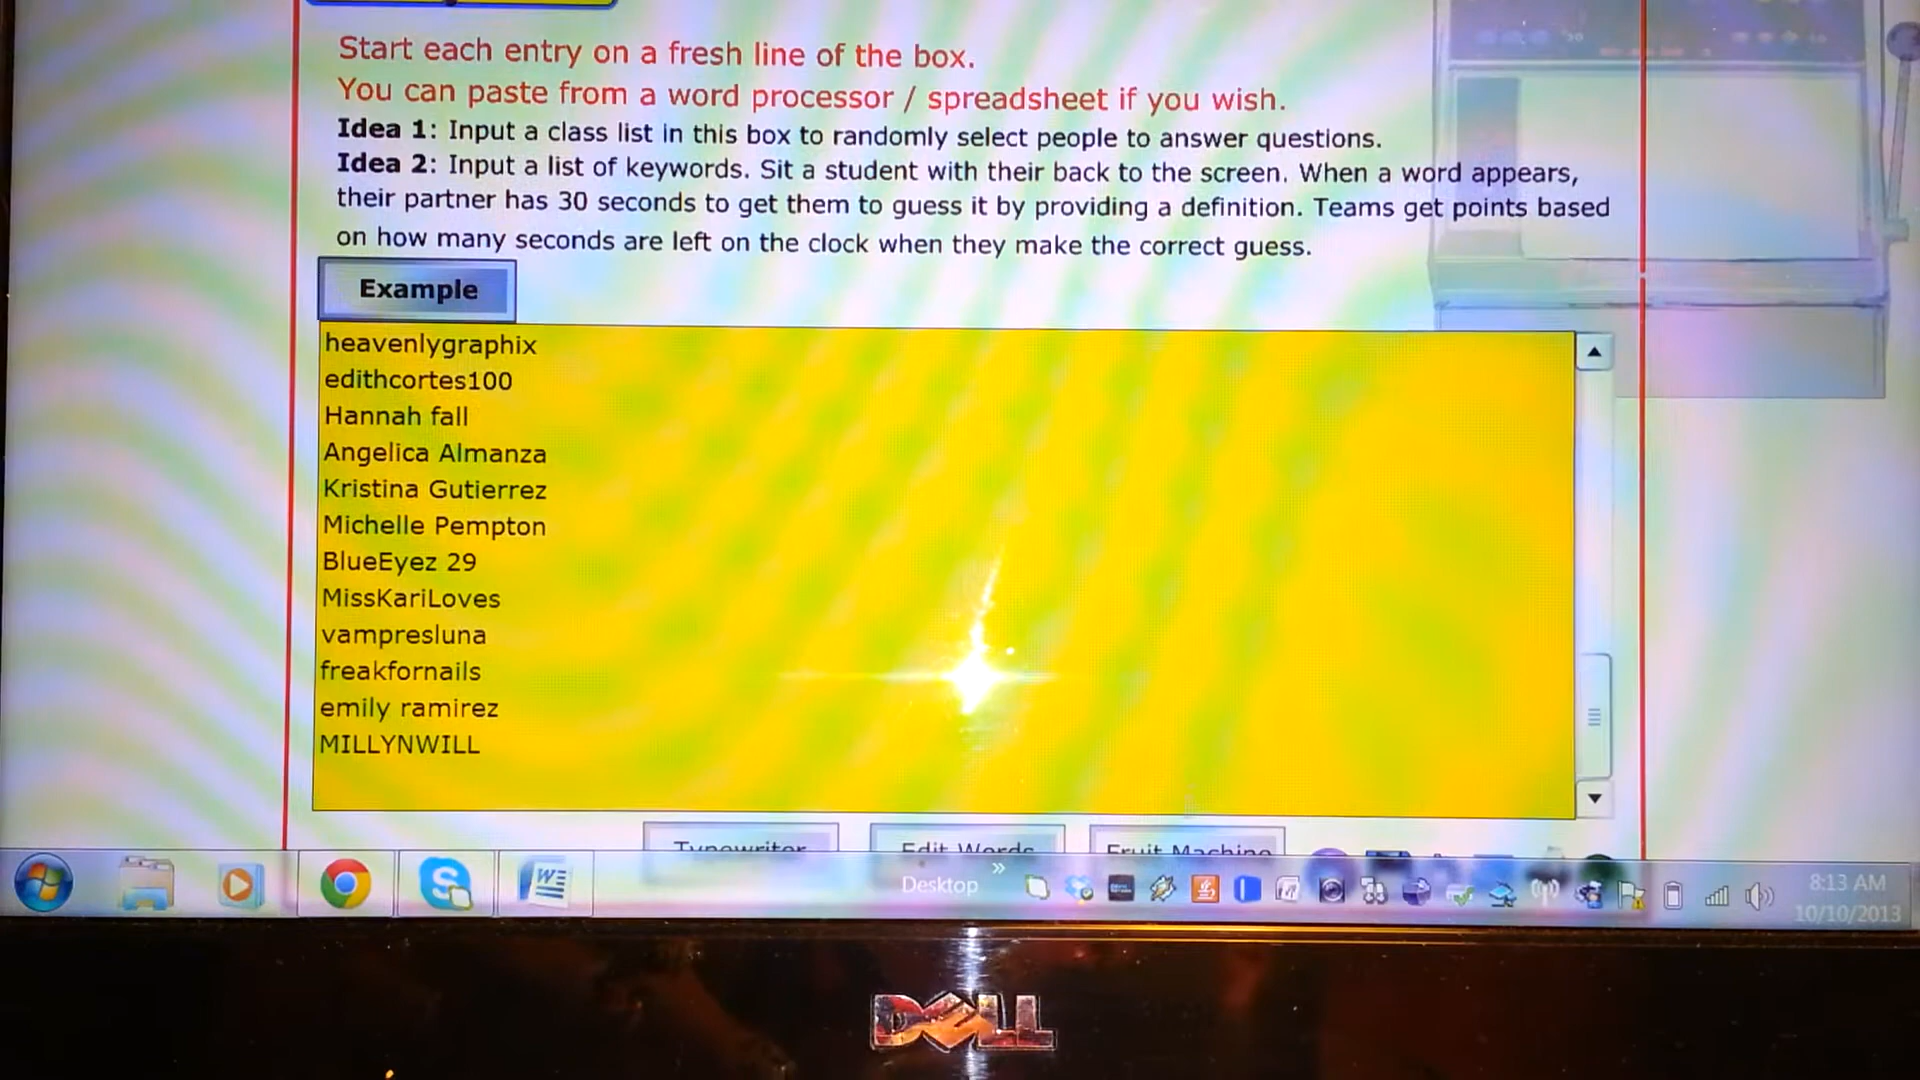 Start each entry on a fresh line of the box.
You can paste from a word processor / spreadsheet if you wish.
Idea 1: Input a class list in this box to randomly select people to answer questions.
Idea 2: Input a list of keywords. Sit a student with their back to the screen. When a word appears,
their partner has 30 seconds to get them to guess it by providing a definition. Teams get points based
on how many seconds are left on the clock when they make the correct guess.
Example
heavenlygraphix
edithcortes100
Hannah fall
Angelica Almanza
Kristina Gutierrez
Michelle Pempton
BlueEyez 29
MissKariLoves
vampresluna
freakfornails
emily ramirez
MILLYNWILL
Typewriter
Edit Words
Fruit Machine
Desktop
8:13 AM
10/10/2013
DELL